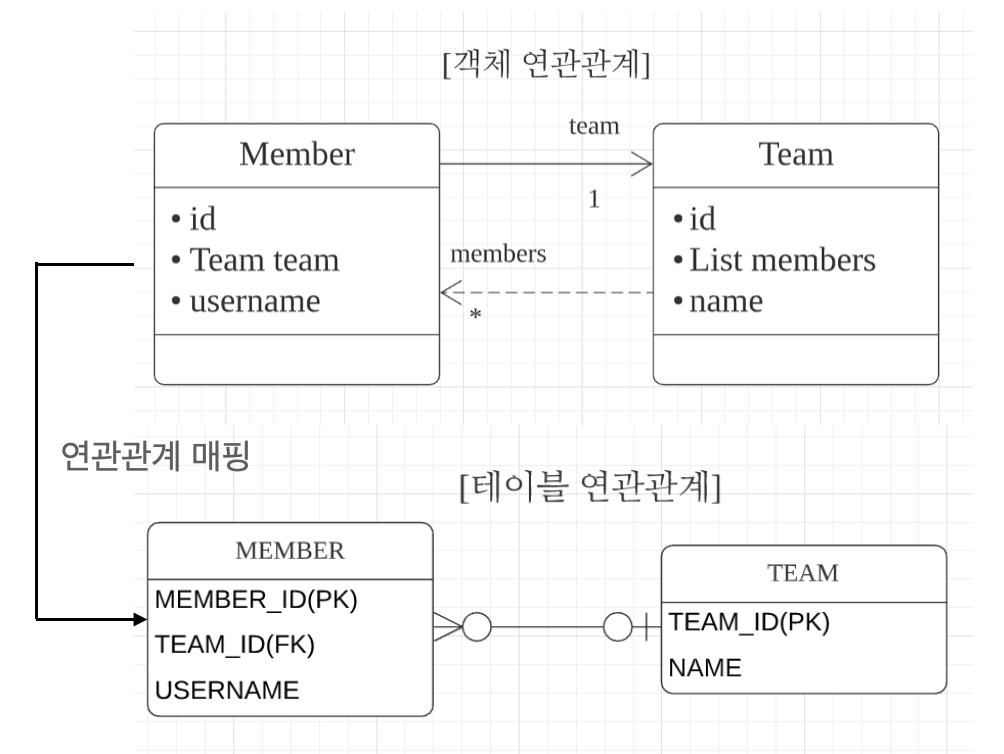 [객체 연관관계]
team
Member
Team
1
• id
• Team team
• username
members
*
• id
• List members
• name
연관관계 매핑
[테이블 연관관계]
MEMBER
MEMBER_ID(PK)
TEAM_ID(FK)
USERNAME
TEAM
TEAM_ID(PK)
NAME